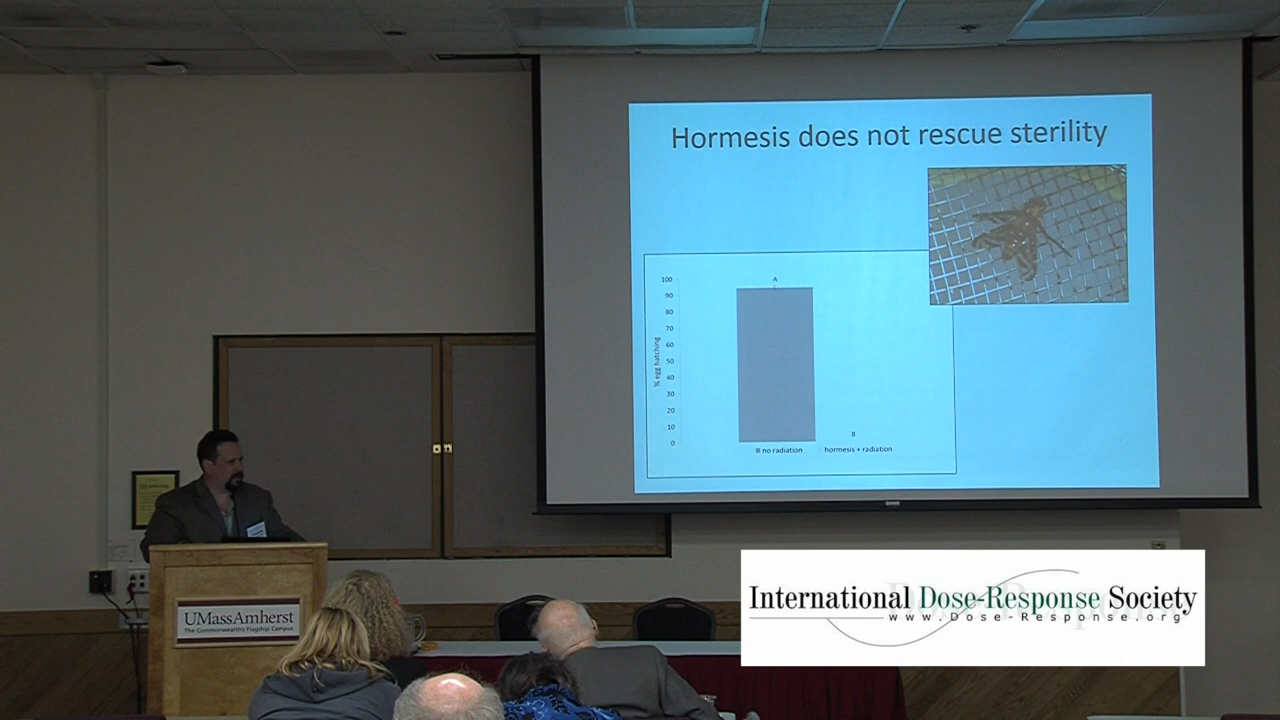 Hormesis does not rescue sterility
100
90
80
70
60
50
40
30
20
10
0
% egg hatching
A
B
no radiation
hormesis + radiation
UMassAmherst
The Commonwealth's Flagship Campus
International Dose-Response Society
www.Dose-Response.org